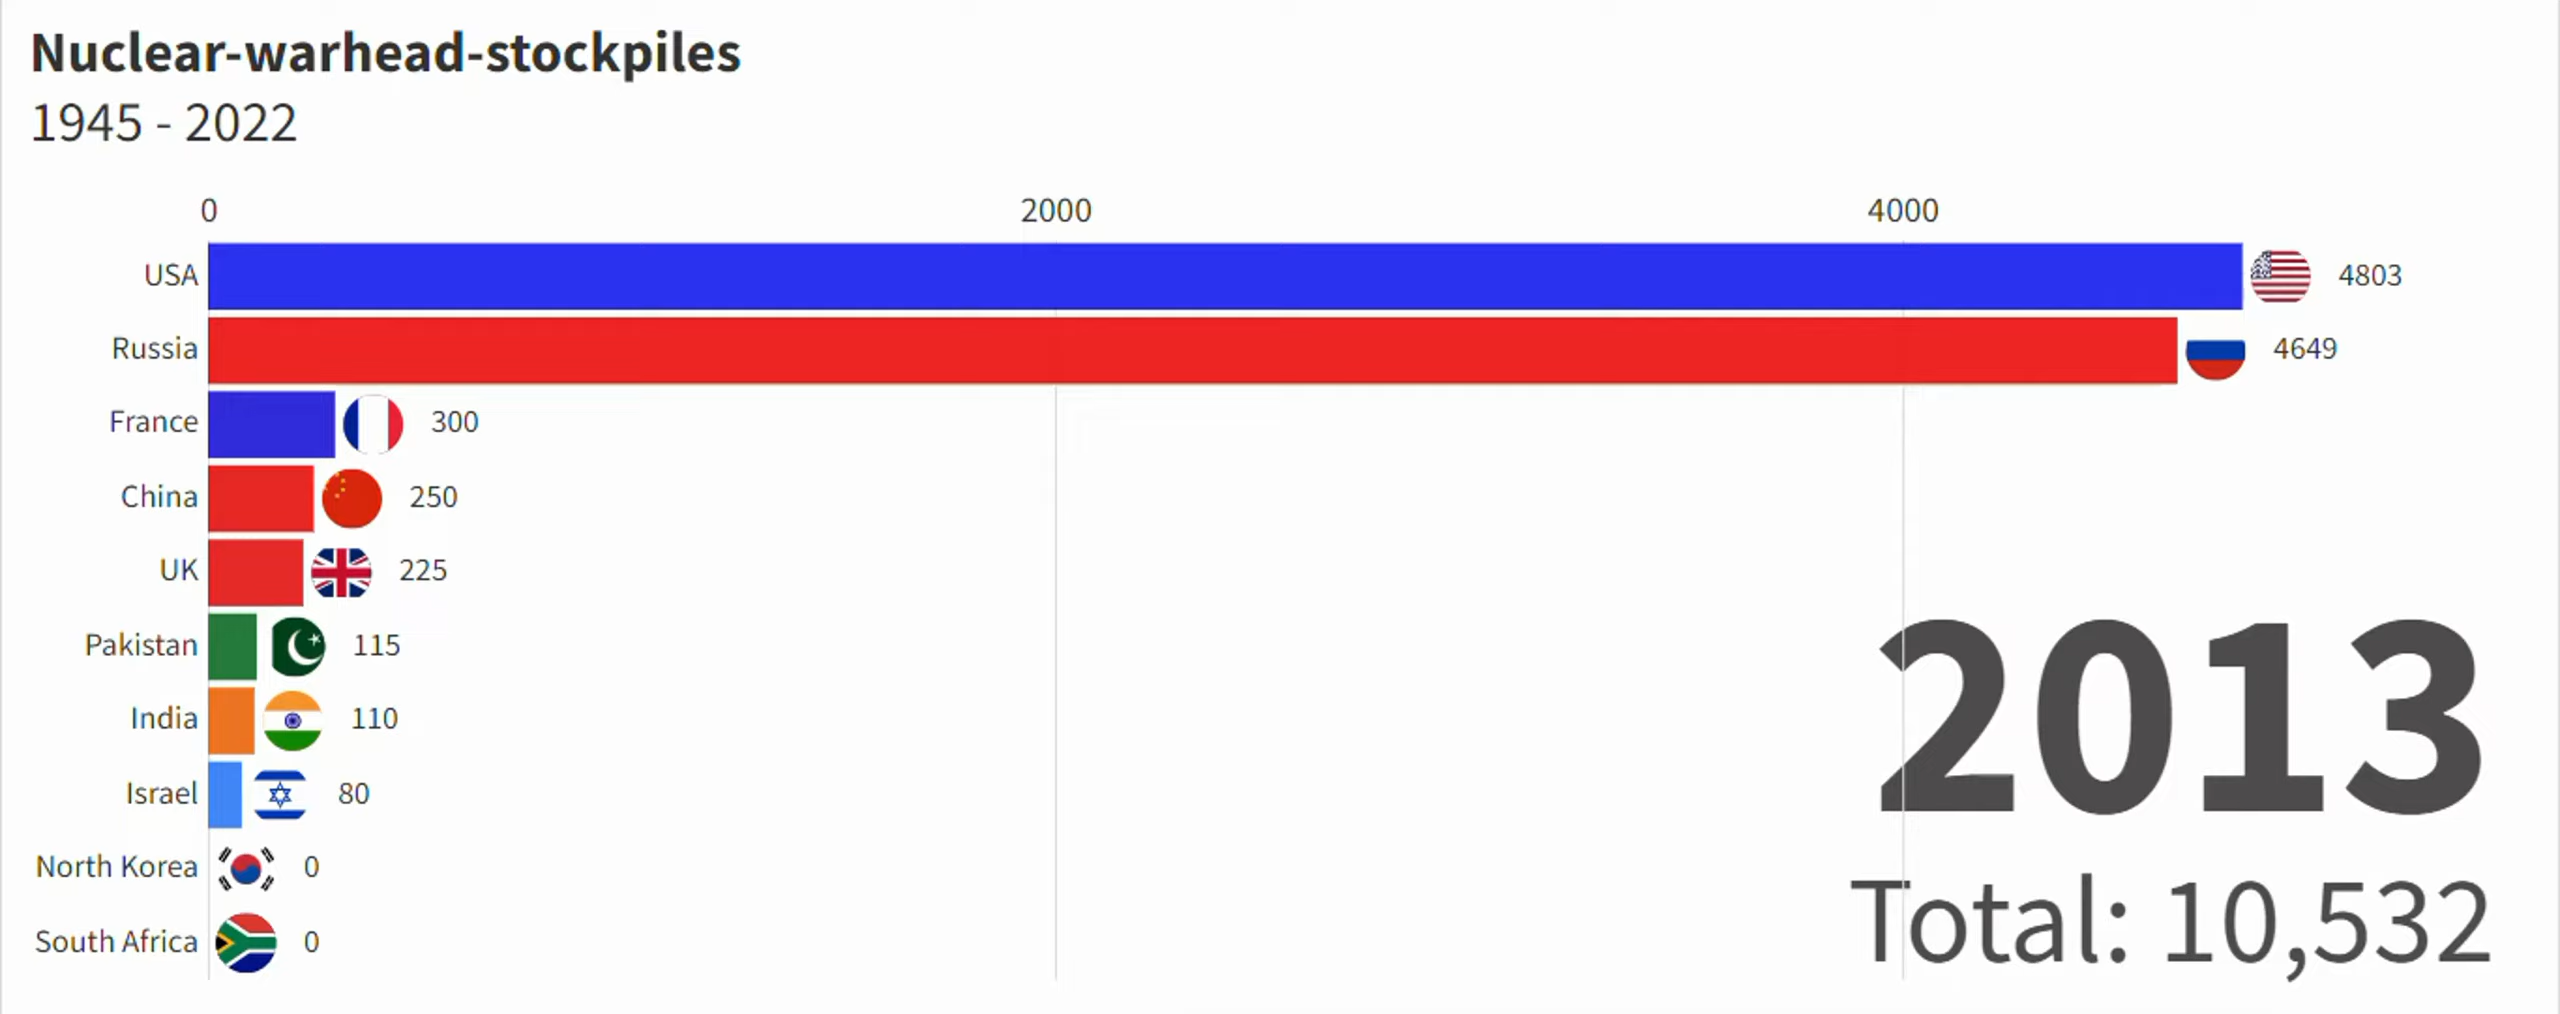 Nuclear-warhead-stockpiles
1945 - 2022
0 2000 4000
USA 4803
Russia 4649
France 300
China 250
UK 225
Pakistan 115
India 110
Israel 80
North Korea 0
South Africa 0
2013
Total: 10,532